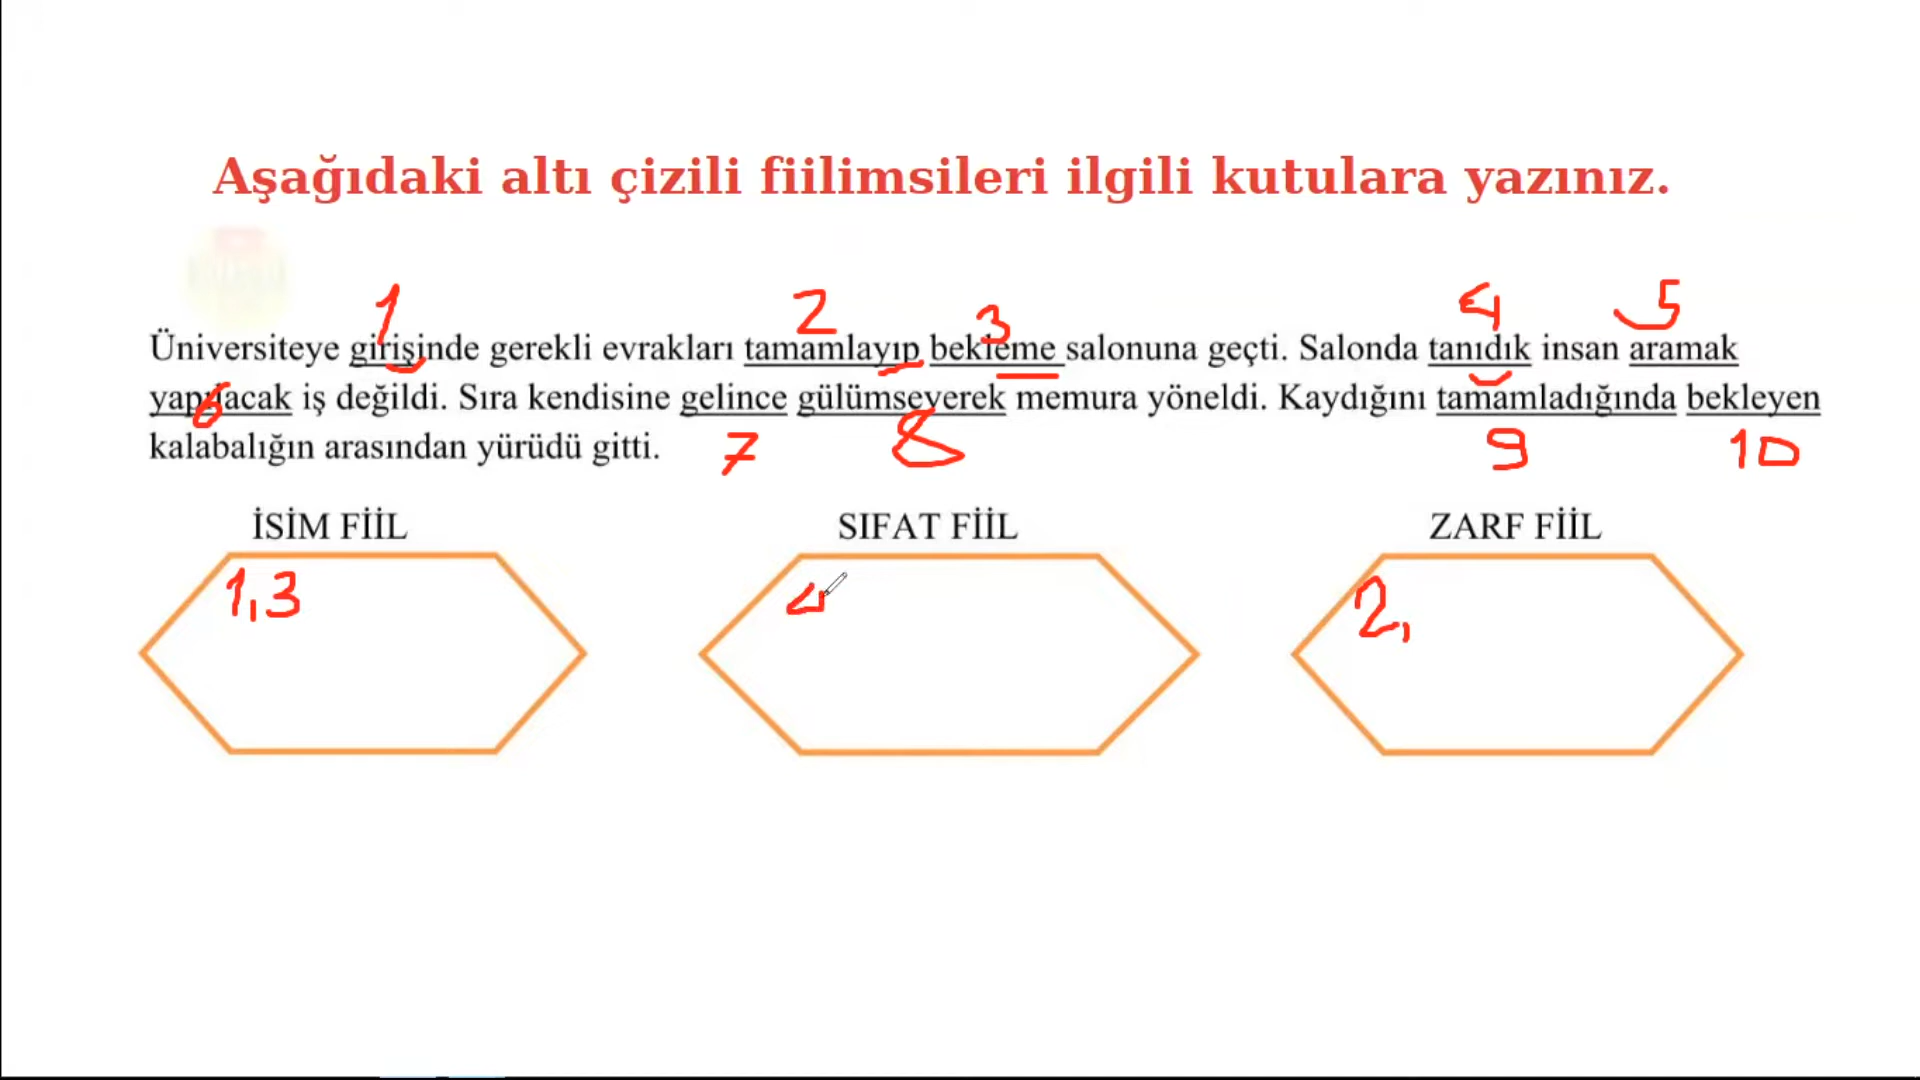 Aşağıdaki altı çizili fiilimsileri ilgili kutulara yazınız.
1 2 3 4 5
Üniversiteye girişinde gerekli evrakları tamamlayıp bekleme salonuna geçti. Salonda tanıdık insan aramak
yapılacak iş değildi. Sıra kendisine gelince gülümseyerek memura yöneldi. Kaydığını tamamladığında bekleyen
6
kalabalığın arasından yürüdü gitti.
7 8 9 10
İSİM FİİL SIFAT FİİL ZARF FİİL
1,3 4 2,